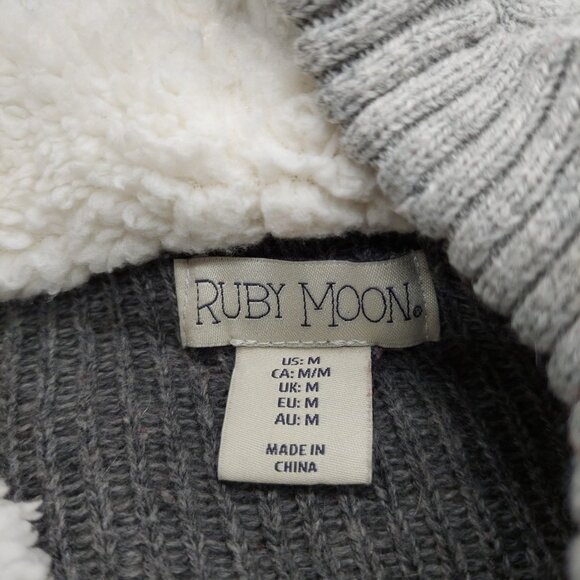 RUBY MOON®
US: M
CA: M/M
UK: M
EU: M
AU: M
MADE IN
CHINA